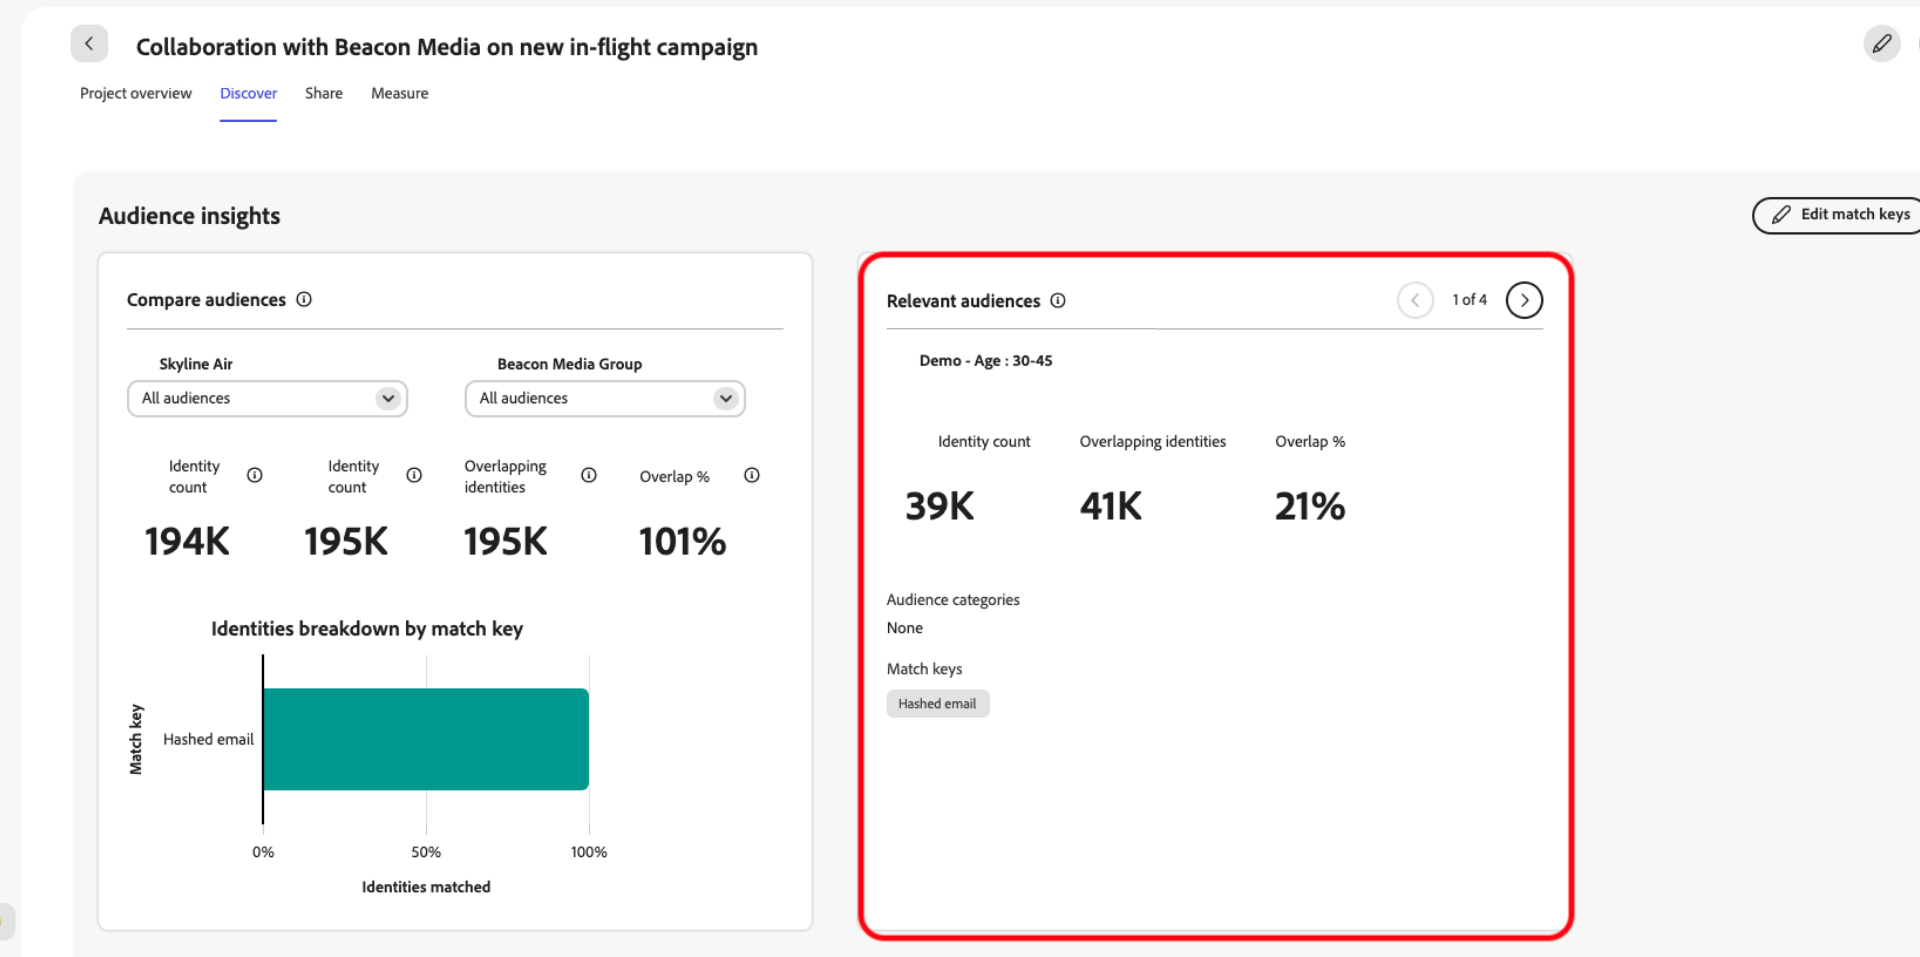 Collaboration with Beacon Media on new in-flight campaign
Project overview
Discover
Share
Measure
Audience insights
Edit match keys
Compare audiences
Skyline Air
Beacon Media Group
All audiences
All audiences
Identity
count
Identity
count
Overlapping
identities
Overlap %
194K
195K
195K
101%
Identities breakdown by match key
Match key
Hashed email
0%
50%
100%
Identities matched
Relevant audiences
1 of 4
Demo - Age : 30-45
Identity count
Overlapping identities
Overlap %
39K
41K
21%
Audience categories
None
Match keys
Hashed email